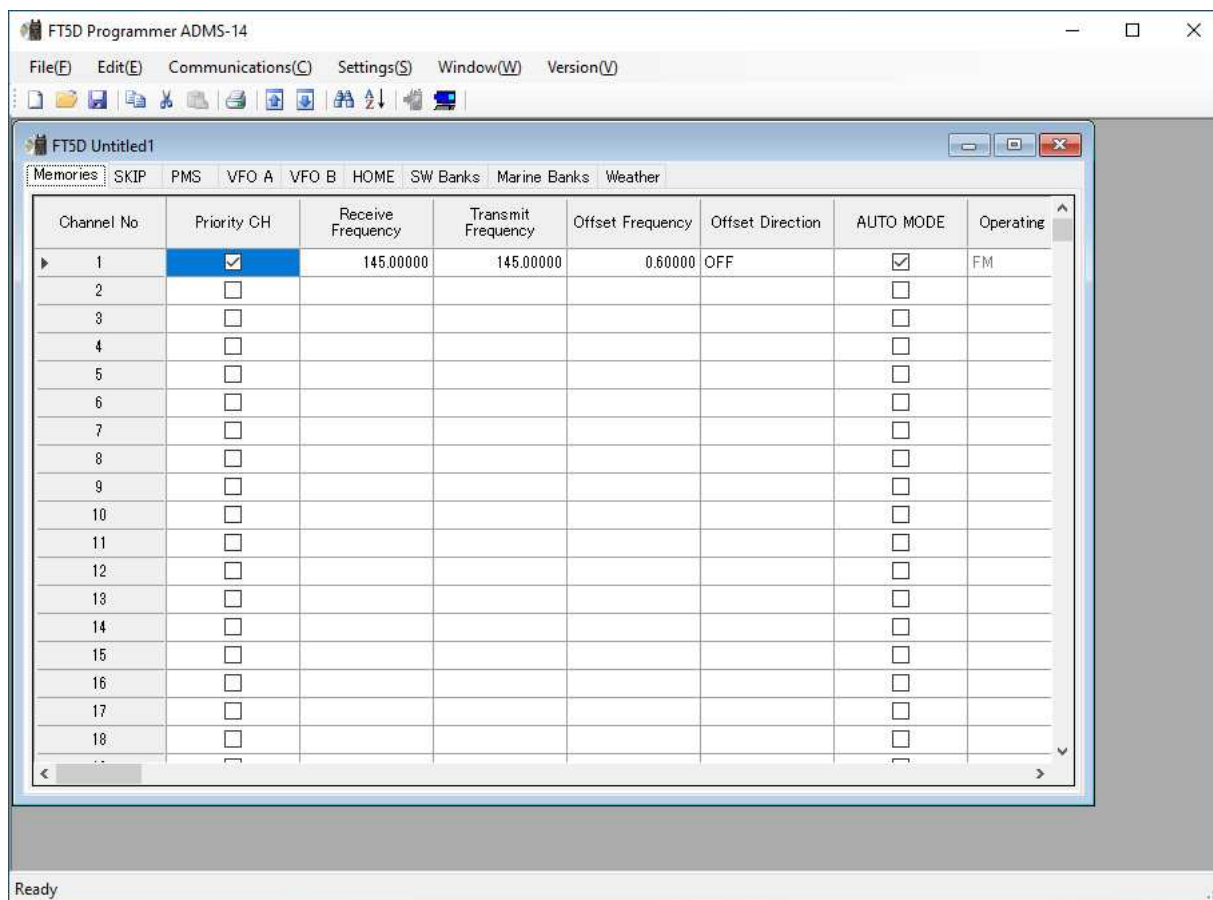 FT5D Programmer ADMS-14
File(F) Edit(E) Communications(C) Settings(S) Window(W) Version(V)
FT5D Untitled1
Memories SKIP PMS VFO A VFO B HOME SW Banks Marine Banks Weather
Channel No Priority CH Receive Frequency Transmit Frequency Offset Frequency Offset Direction AUTO MODE Operating
1 145.00000 145.00000 0.60000 OFF FM
2
3
4
5
6
7
8
9
10
11
12
13
14
15
16
17
18
Ready